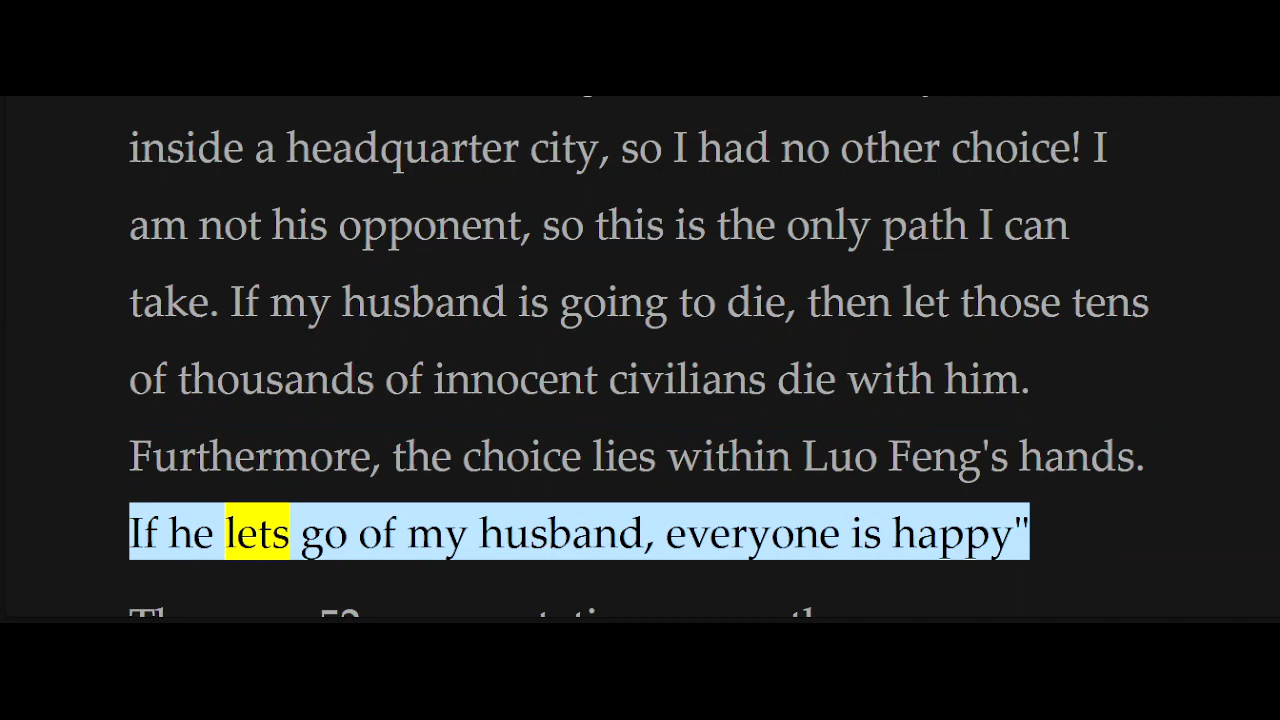 inside a headquarter city, so I had no other choice! I
am not his opponent, so this is the only path I can
take. If my husband is going to die, then let those tens
of thousands of innocent civilians die with him.
Furthermore, the choice lies within Luo Feng's hands.
If he lets go of my husband, everyone is happy"